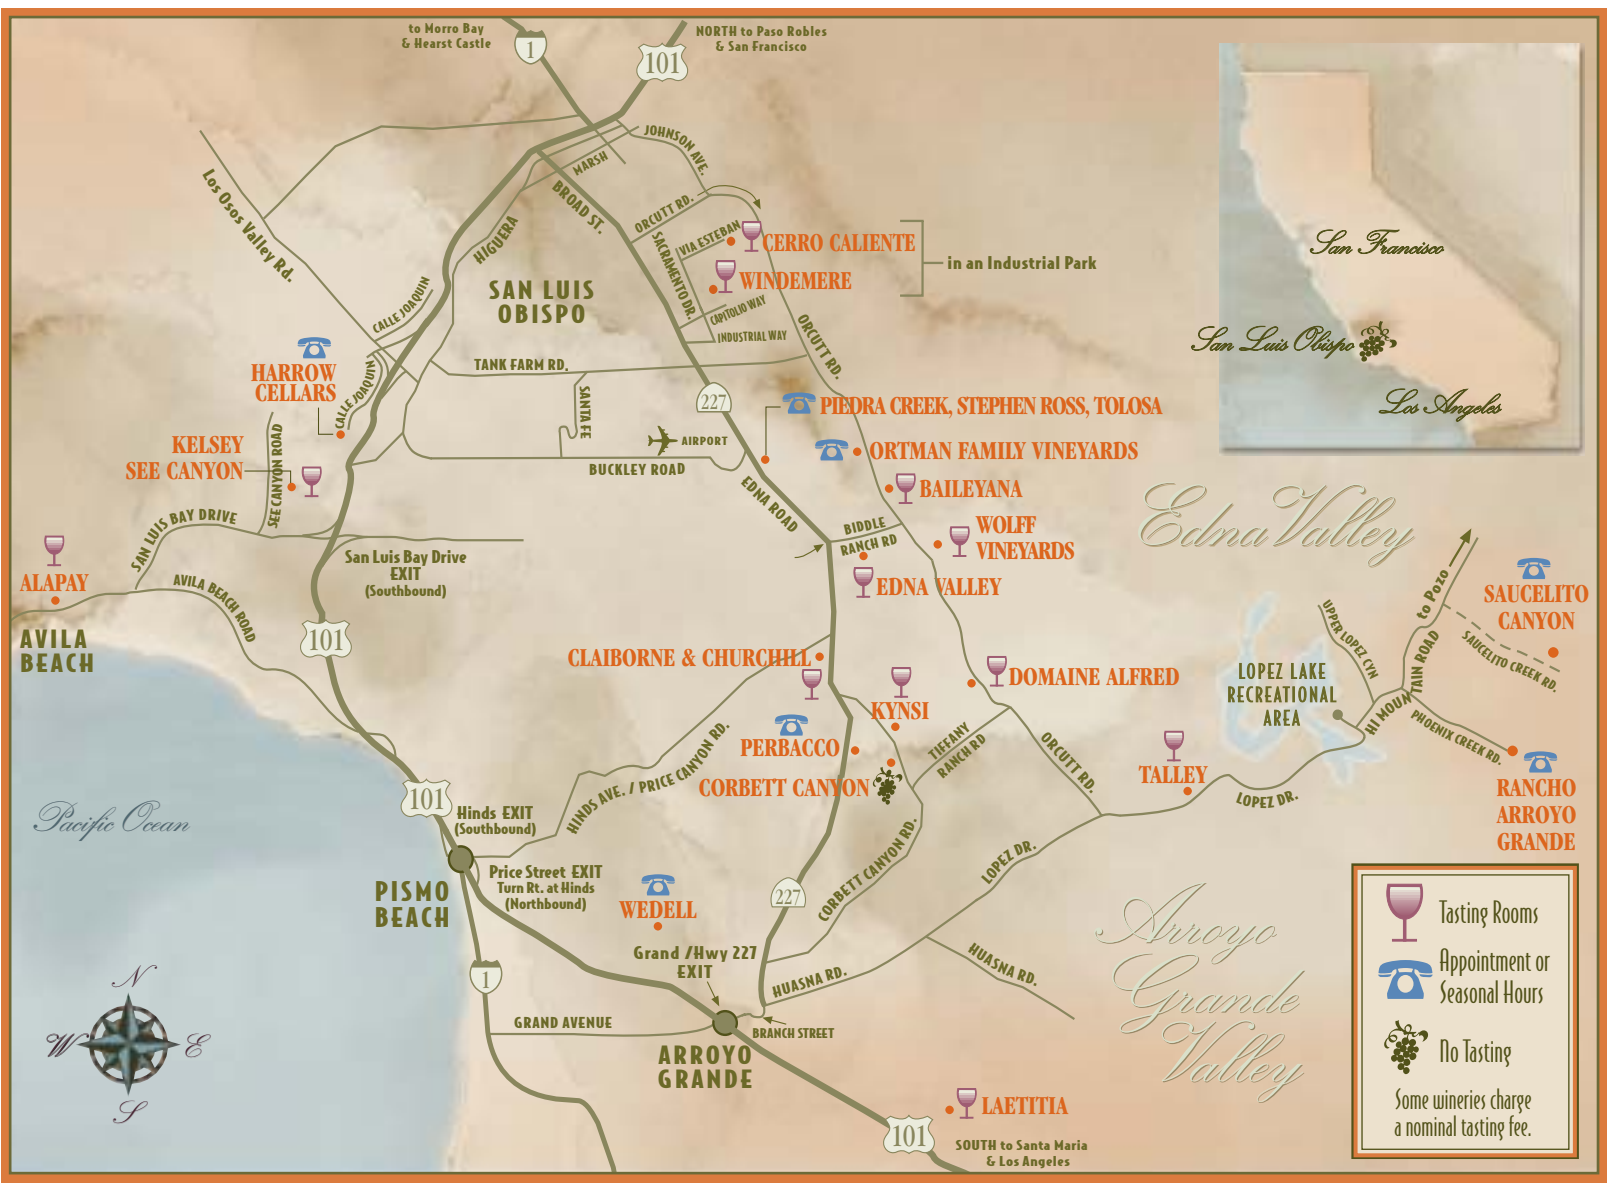 to Morro Bay
& Hearst Castle
1
101
NORTH to Paso Robles
& San Francisco
JOHNSON AVE.
MARSH
BROAD ST.
Los Osos Valley Rd.
HIGUERA
ORCUTT RD.
SACRAMENTO DR.
VIA ESTEBAN
CERRO CALIENTE
WINDEMERE
in an Industrial Park
CAPITOLIO WAY
INDUSTRIAL WAY
ORCUTT RD.
SAN LUIS
OBISPO
CALLE JOAQUIN
CALLE JOAQUIN
TANK FARM RD.
SANTA FE
HARROW
CELLARS
KELSEY
SEE CANYON
SEE CANYON ROAD
227
AIRPORT
BUCKLEY ROAD
PIEDRA CREEK, STEPHEN ROSS, TOLOSA
ORTMAN FAMILY VINEYARDS
BAILEYANA
EDNA ROAD
BIDDLE
RANCH RD
WOLFF
VINEYARDS
EDNA VALLEY
San Francisco
San Luis Obispo
Los Angeles
Edna Valley
SAN LUIS BAY DRIVE
San Luis Bay Drive
EXIT
(Southbound)
ALAPAY
AVILA BEACH ROAD
AVILA
BEACH
101
CLAIBORNE & CHURCHILL
DOMAINE ALFRED
KYNSI
PERBACCO
CORBETT CANYON
TIFFANY
RANCH RD
ORCUTT RD.
HINDS AVE. / PRICE CANYON RD.
TALLEY
LOPEZ DR.
LOPEZ LAKE
RECREATIONAL
AREA
UPPER LOPEZ CYN
HI MOUNTAIN ROAD
to Pozo
SAUCELITO
CANYON
SAUCELITO CREEK RD.
PHOENIX CREEK RD.
RANCHO
ARROYO
GRANDE
Pacific Ocean
101
Hinds EXIT
(Southbound)
Price Street EXIT
Turn Rt. at Hinds
(Northbound)
PISMO
BEACH
WEDELL
227
CORBETT CANYON RD.
LOPEZ DR.
Arroyo
Grande
Valley
Grand /Hwy 227
EXIT
HUASNA RD.
HUASNA RD.
1
GRAND AVENUE
BRANCH STREET
ARROYO
GRANDE
N
W
E
S
LAETITIA
101
SOUTH to Santa Maria
& Los Angeles
Tasting Rooms
Appointment or
Seasonal Hours
No Tasting
Some wineries charge
a nominal tasting fee.